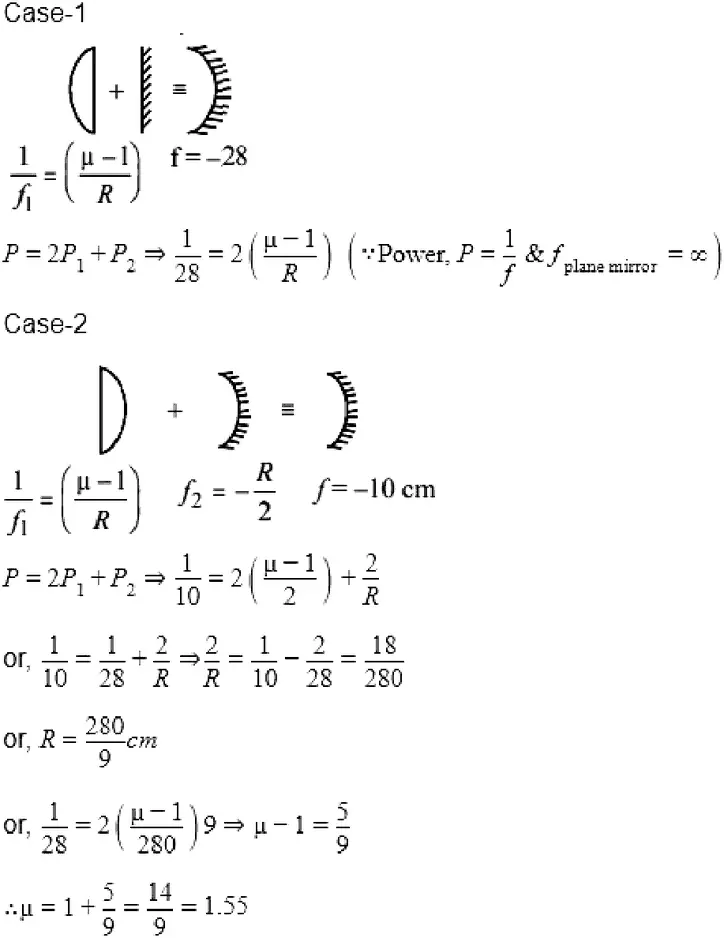 Case-1
+ ≡
1/f₁ = ((μ – 1)/R) f = –28
P = 2P₁ + P₂ ⇒ 1/28 = 2((μ – 1)/R) (∵Power, P = 1/f & f plane mirror = ∞)
Case-2
+ ≡
1/f₁ = ((μ – 1)/R) f₂ = –R/2 f = –10 cm
P = 2P₁ + P₂ ⇒ 1/10 = 2((μ – 1)/2) + 2/R
or, 1/10 = 1/28 + 2/R ⇒ 2/R = 1/10 – 2/28 = 18/280
or, R = 280/9 cm
or, 1/28 = 2((μ – 1)/280)9 ⇒ μ – 1 = 5/9
∴μ = 1 + 5/9 = 14/9 = 1.55